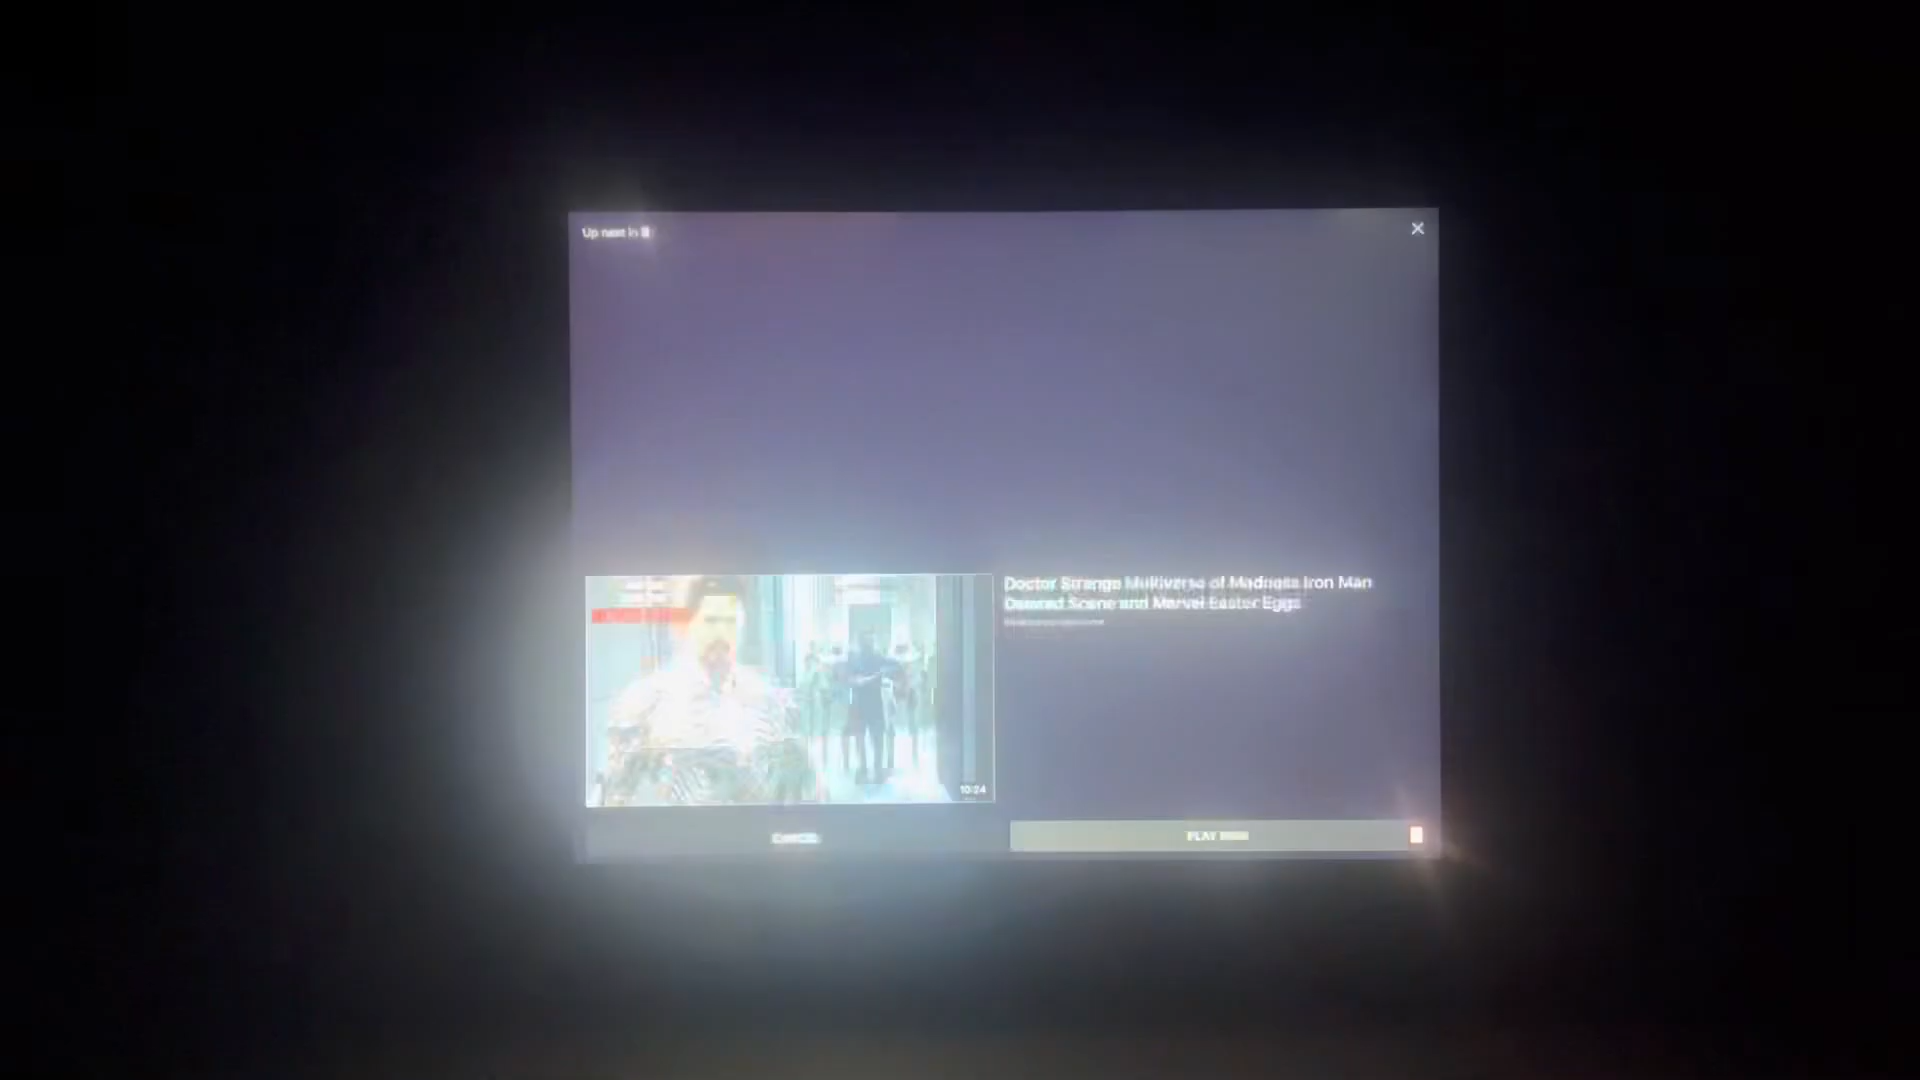 Up next in
Doctor Strange Multiverse of Madness Iron Man
Deleted Scene and Marvel Easter Eggs
10:24
CANCEL
PLAY